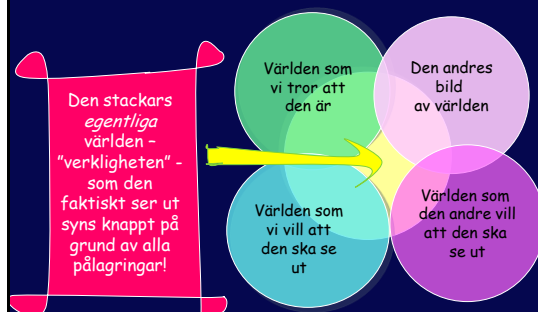 Den stackars
egentliga
världen –
”verkligheten” -
som den
faktiskt ser ut
syns knappt på
grund av alla
pålagringar!
Världen som
vi tror att
den är
Den andres
bild
av världen
Världen som
vi vill att
den ska se
ut
Världen som
den andre vill
att den ska
se ut